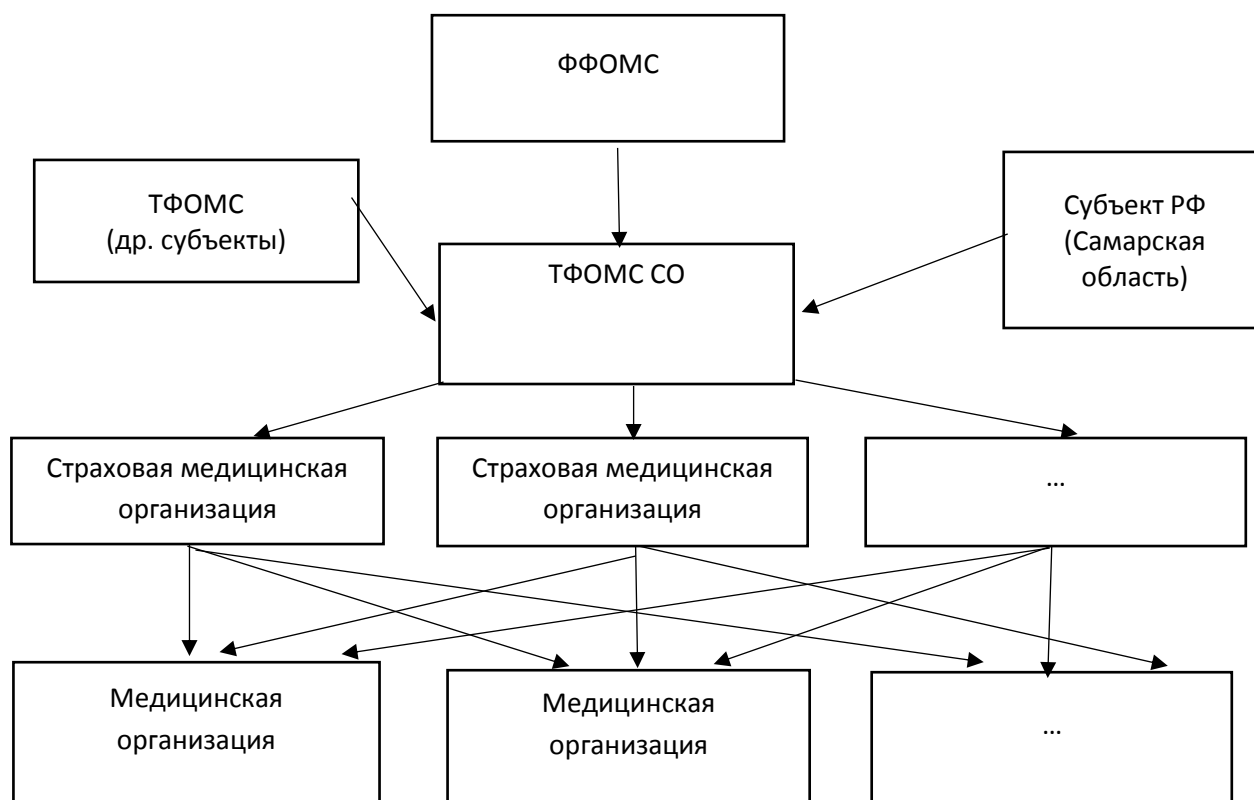 ФФОМС
ТФОМС
(др. субъекты)
Субъект РФ
(Самарская
область)
ТФОМС СО
Страховая медицинская
организация
Страховая медицинская
организация
...
Медицинская
организация
Медицинская
организация
...